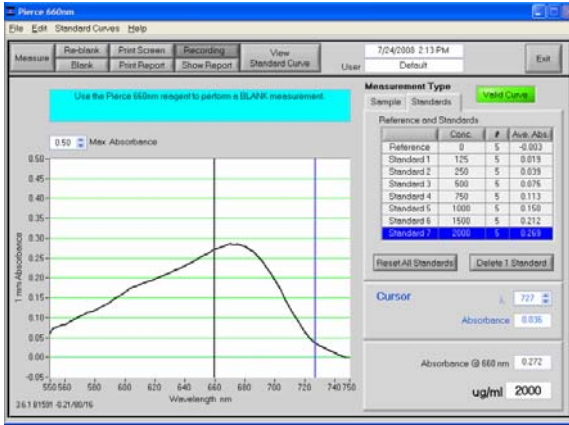 Pierce 660nm
File Edit Standard Curves Help
Measure Re-blank Print Screen Recording View Standard Curve 7/24/2008 2:13 PM Exit
Blank Print Report Show Report User Default
Use the Pierce 660nm reagent to perform a BLANK measurement.
Measurement Type
Valid Curve
Sample Standards
Reference and Standards
Conc. # Ave. Abs.
Reference 0 5 -0.003
Standard 1 125 5 0.019
Standard 2 250 5 0.039
Standard 3 500 5 0.076
Standard 4 750 5 0.113
Standard 5 1000 5 0.150
Standard 6 1500 5 0.212
Standard 7 2000 5 0.269
Reset All Standards Delete 1 Standard
0.50 Max Absorbance
0.50
0.45
0.40
0.35
0.30
0.25
0.20
0.15
0.10
0.05
0.00
-0.05
1 mm Absorbance
550 560 580 600 620 640 660 680 700 720 740 750
Wavelength nm
3.6.1 B1591 -0.21/80/16
Cursor λ 727
Absorbance 0.036
Absorbance @ 660 nm 0.272
ug/ml 2000